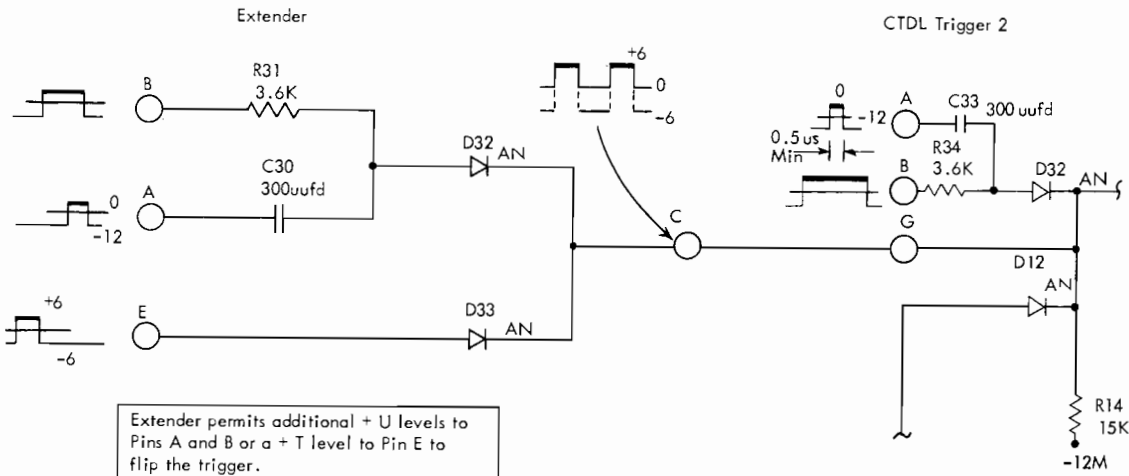 Extender
CTDL Trigger 2
B
R31
3.6K
D32
AN
C30
300uufd
A
0
-12
E
+6
-6
D33
AN
+6
0
-6
C
0
-12
A
C33
300 uufd
0.5us
Min
B
R34
3.6K
D32
AN
G
D12
AN
R14
15K
-12M
Extender permits additional + U levels to
Pins A and B or a + T level to Pin E to
flip the trigger.